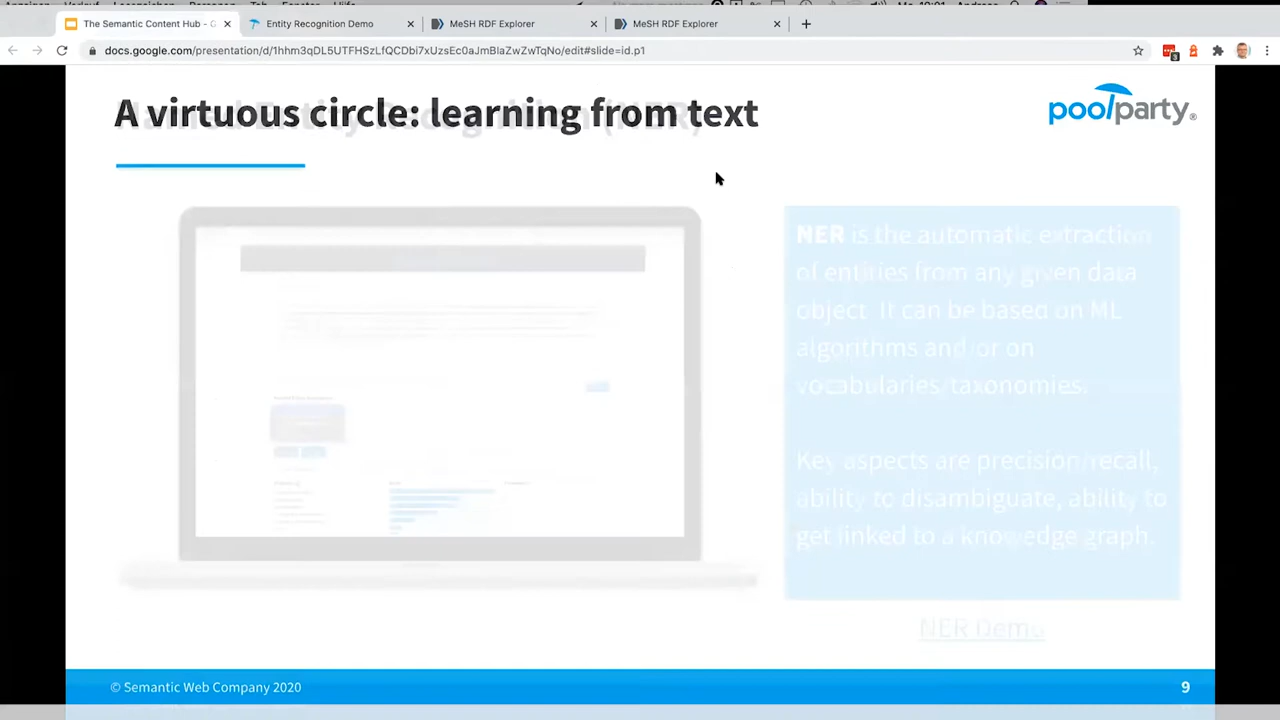 The Semantic Content Hub - G
Entity Recognition Demo
MeSH RDF Explorer
MeSH RDF Explorer
docs.google.com/presentation/d/1hhm3qDL5UTFHSzLfQCDbi7xUzsEc0aJmBlaZwZwTqNo/edit#slide=id.p1
A virtuous circle: learning from text
poolparty®
NER is the automatic extraction
of entities from any given data
object. It can be based on ML
algorithms and/or on
vocabularies/taxonomies.
Key aspects are precision/recall,
ability to disambiguate, ability to
get linked to a knowledge graph.
NER Demo
© Semantic Web Company 2020
9